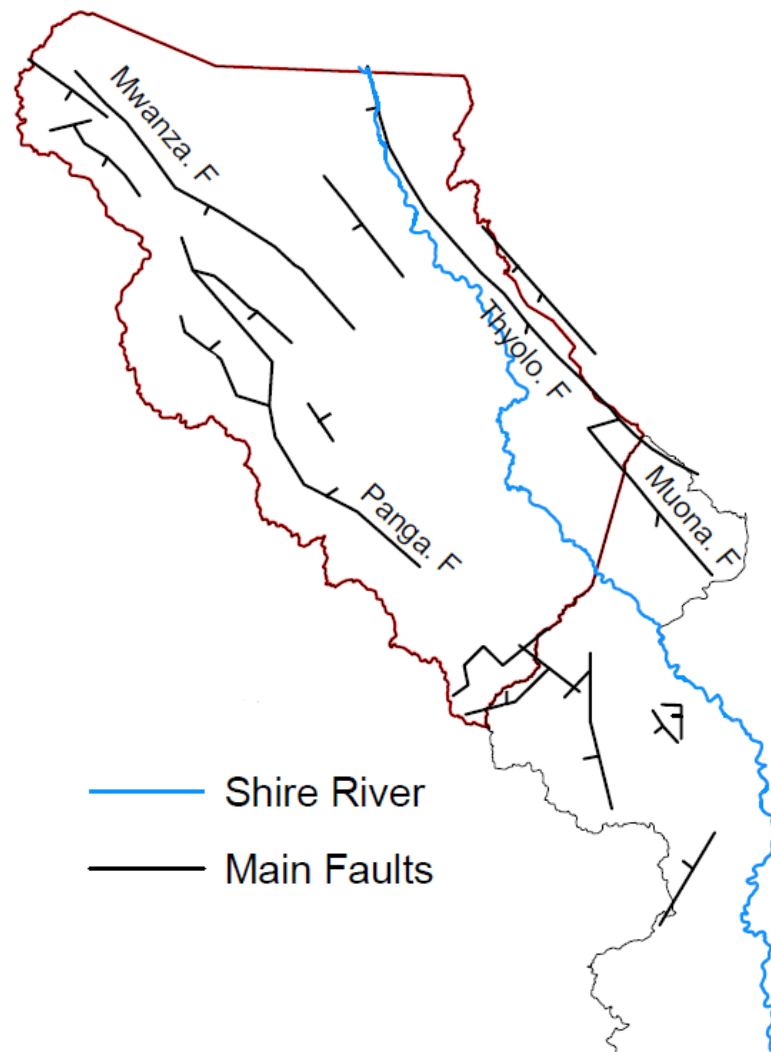 Mwanza. F
Thyolo. F
Muona. F
Panga. F
Shire River
Main Faults